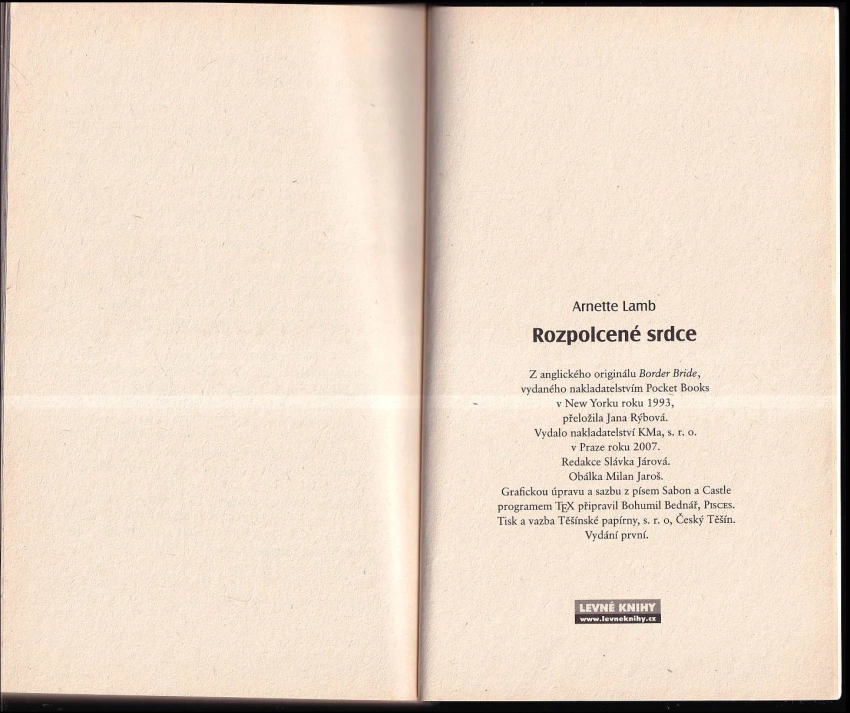 Arnette Lamb
Rozpolcené srdce
Z anglického originálu Border Bride,
vydaného nakladatelstvím Pocket Books
v New Yorku roku 1993,
přeložila Jana Rýbová.
Vydalo nakladatelství KMa, s. r. o.
v Praze roku 2007.
Redakce Slávka Járová.
Obálka Milan Jaroš.
Grafickou úpravu a sazbu z písem Sabon a Castle
programem TEX připravil Bohumil Bednář, PISCES.
Tisk a vazba Těšínské papírny, s. r. o, Český Těšín.
Vydání první.
LEVNÉ KNIHY
www.levneknihy.cz